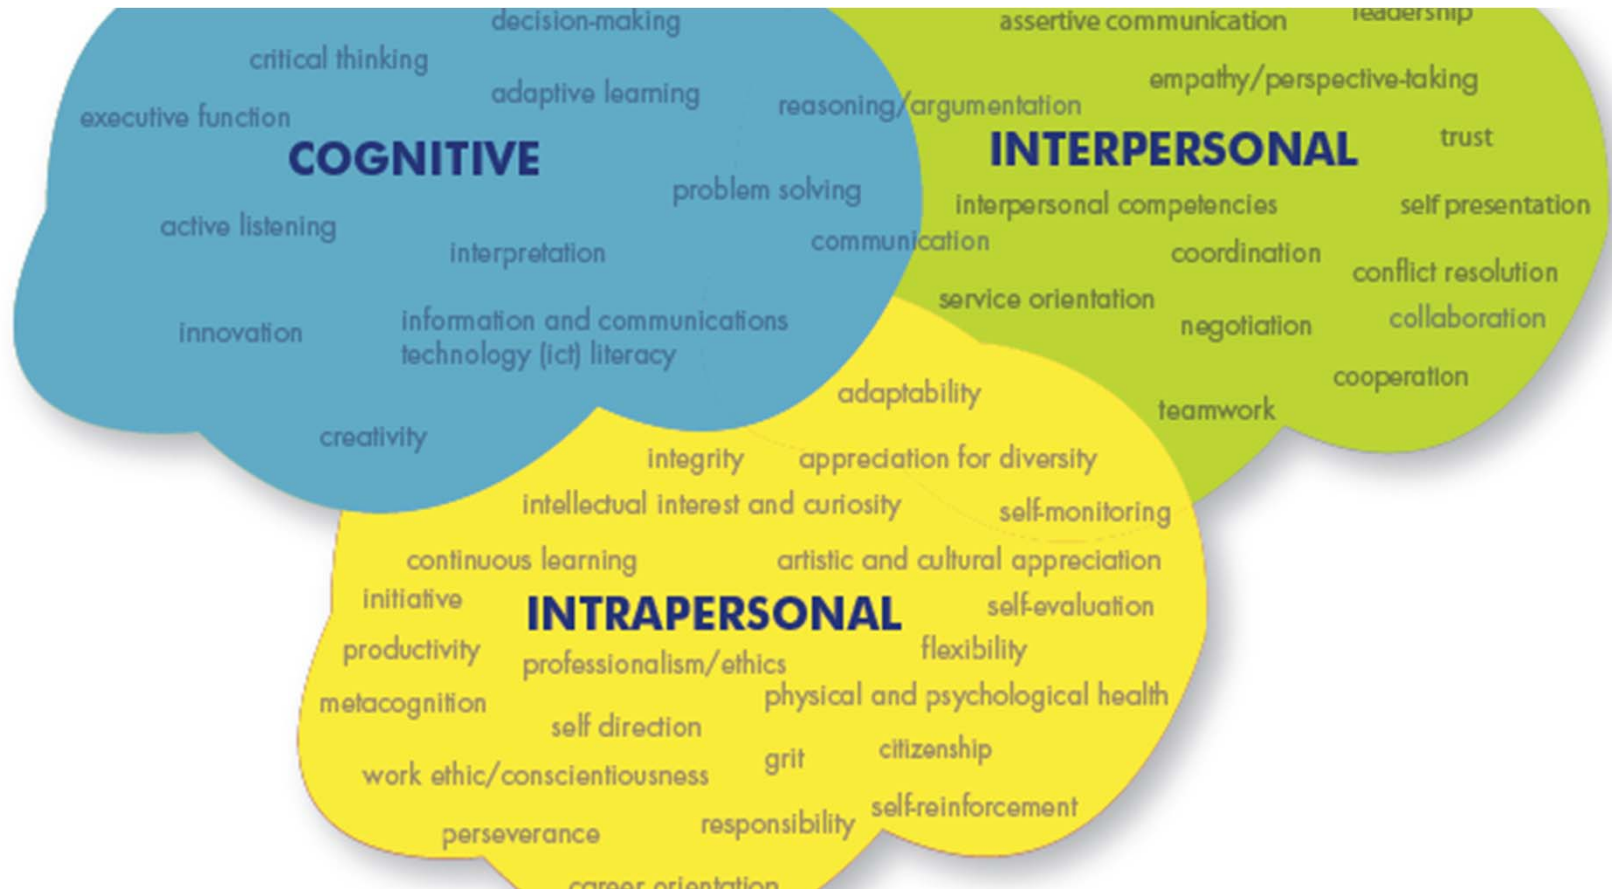 decision-making
critical thinking
adaptive learning
executive function
COGNITIVE
problem solving
active listening
interpretation
innovation
information and communications
technology (ict) literacy
creativity
reasoning/argumentation
communication
assertive communication
leadership
empathy/perspective-taking
INTERPERSONAL
trust
interpersonal competencies
self presentation
coordination
conflict resolution
service orientation
negotiation
collaboration
cooperation
teamwork
adaptability
integrity
appreciation for diversity
intellectual interest and curiosity
self-monitoring
continuous learning
artistic and cultural appreciation
initiative
INTRAPERSONAL
self-evaluation
productivity
professionalism/ethics
flexibility
metacognition
physical and psychological health
self direction
grit
citizenship
work ethic/conscientiousness
self-reinforcement
perseverance
responsibility
career orientation